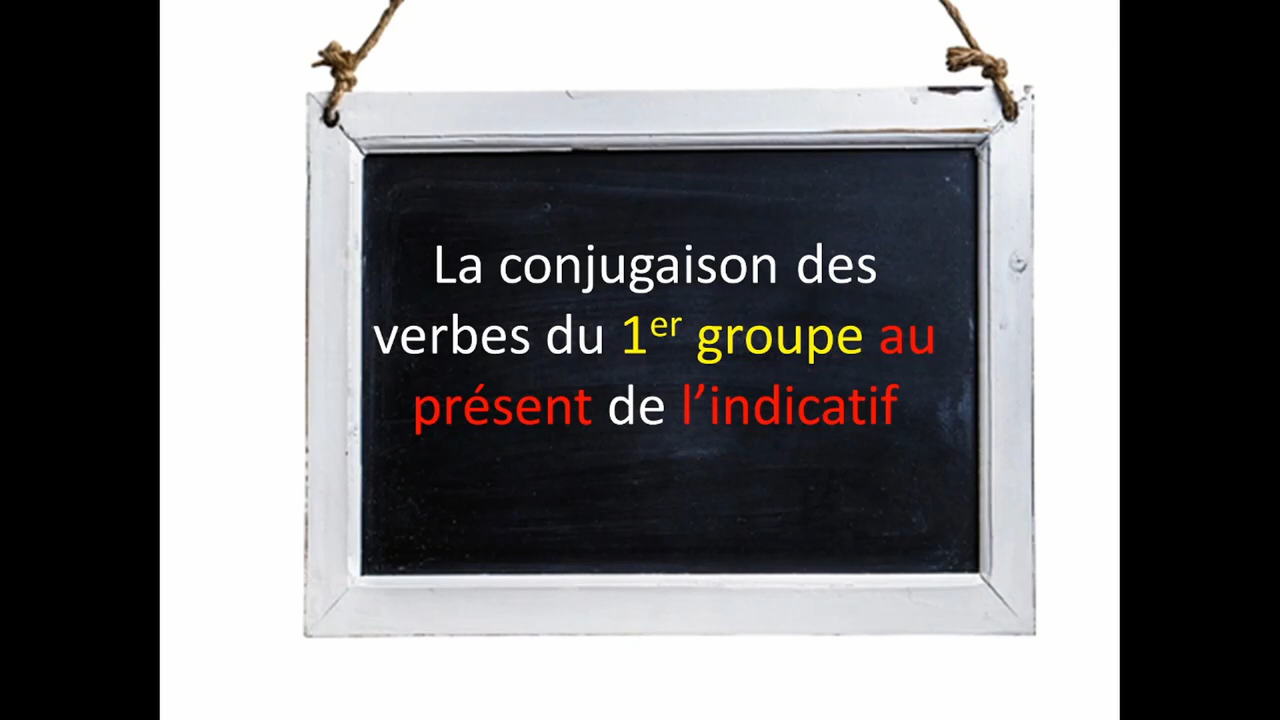 La conjugaison des
verbes du 1er groupe au
présent de l’indicatif